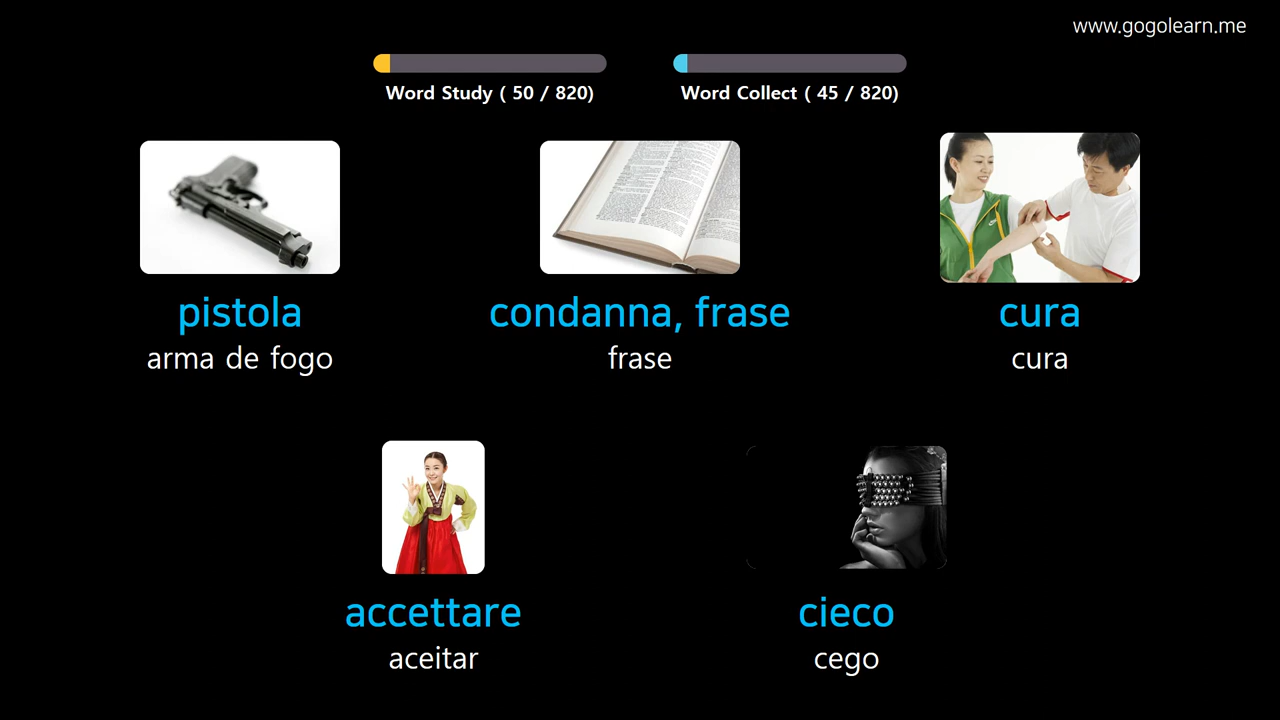 www.gogolearn.me
Word Study ( 50 / 820)
Word Collect ( 45 / 820)
pistola
arma de fogo
condanna, frase
frase
cura
cura
accettare
aceitar
cieco
cego